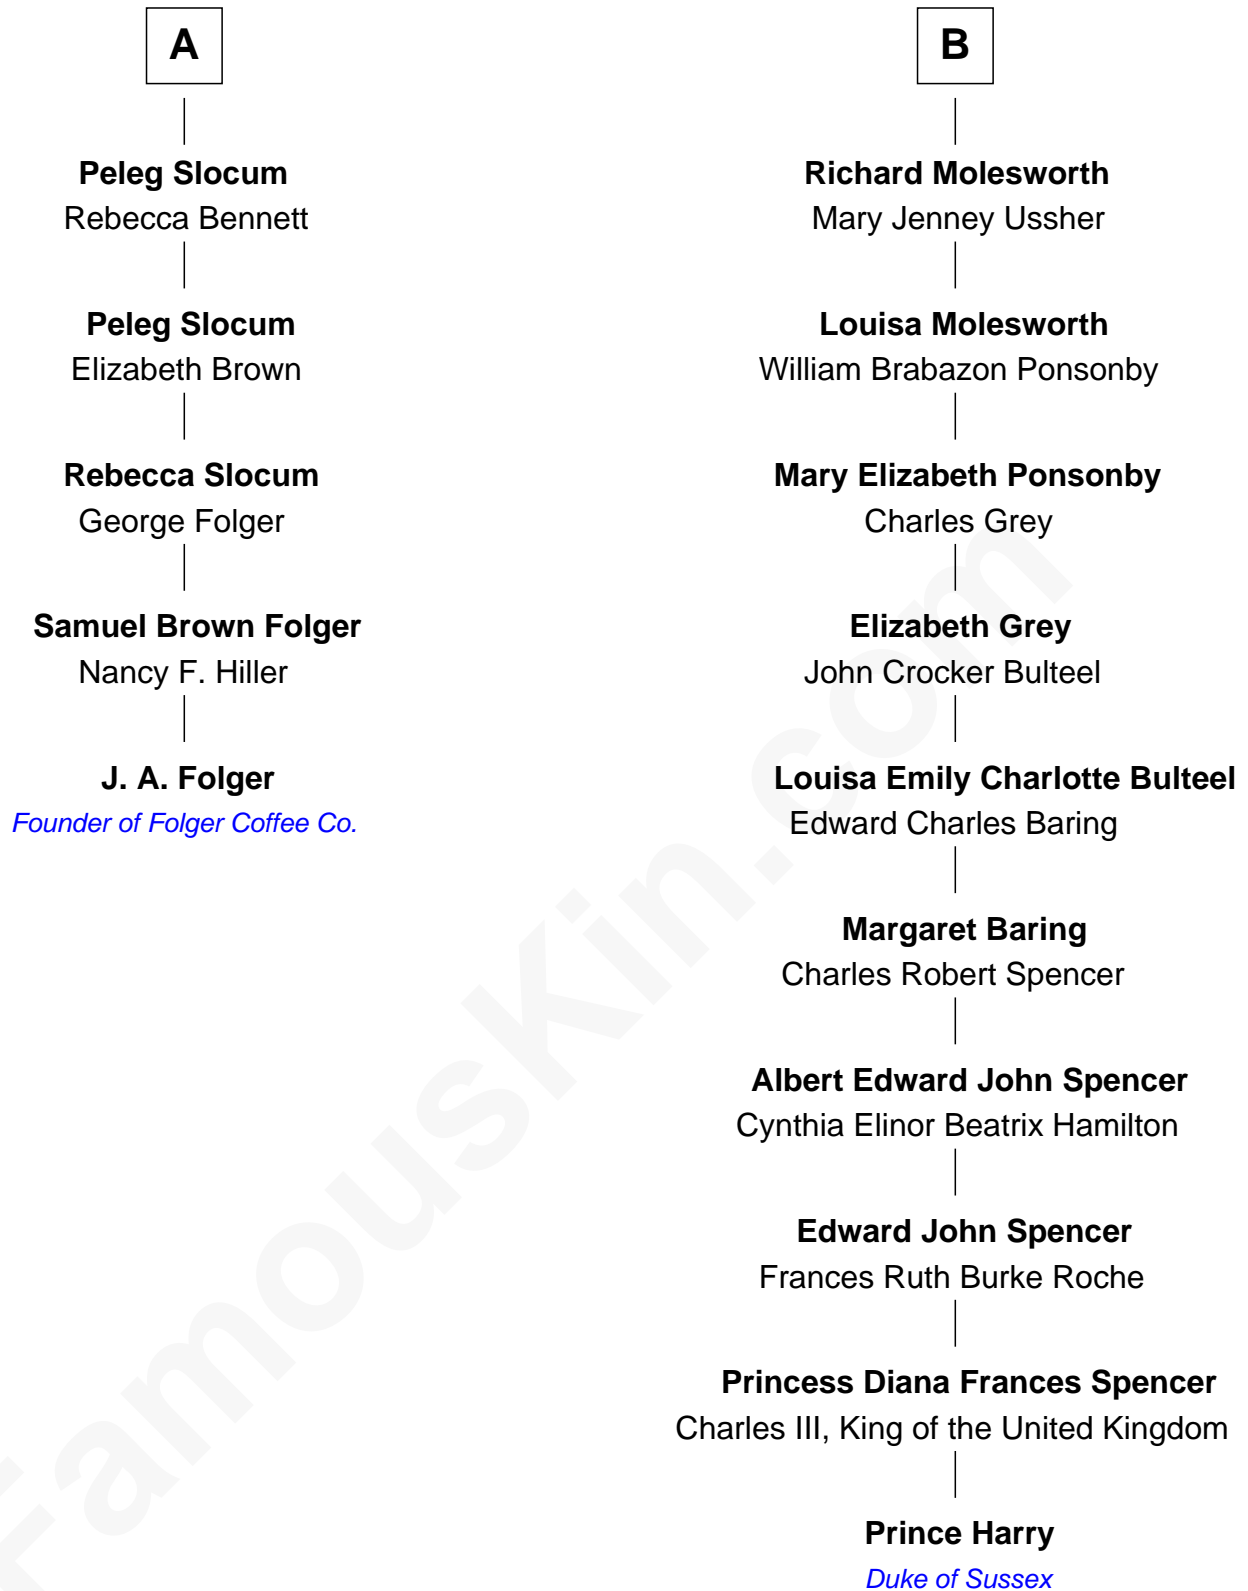 A
Peleg Slocum
Rebecca Bennett
Peleg Slocum
Elizabeth Brown
Rebecca Slocum
George Folger
Samuel Brown Folger
Nancy F. Hiller
J. A. Folger
Founder of Folger Coffee Co.
B
Richard Molesworth
Mary Jenney Ussher
Louisa Molesworth
William Brabazon Ponsonby
Mary Elizabeth Ponsonby
Charles Grey
Elizabeth Grey
John Crocker Bulteel
Louisa Emily Charlotte Bulteel
Edward Charles Baring
Margaret Baring
Charles Robert Spencer
Albert Edward John Spencer
Cynthia Elinor Beatrix Hamilton
Edward John Spencer
Frances Ruth Burke Roche
Princess Diana Frances Spencer
Charles III, King of the United Kingdom
Prince Harry
Duke of Sussex
FamousKin.com